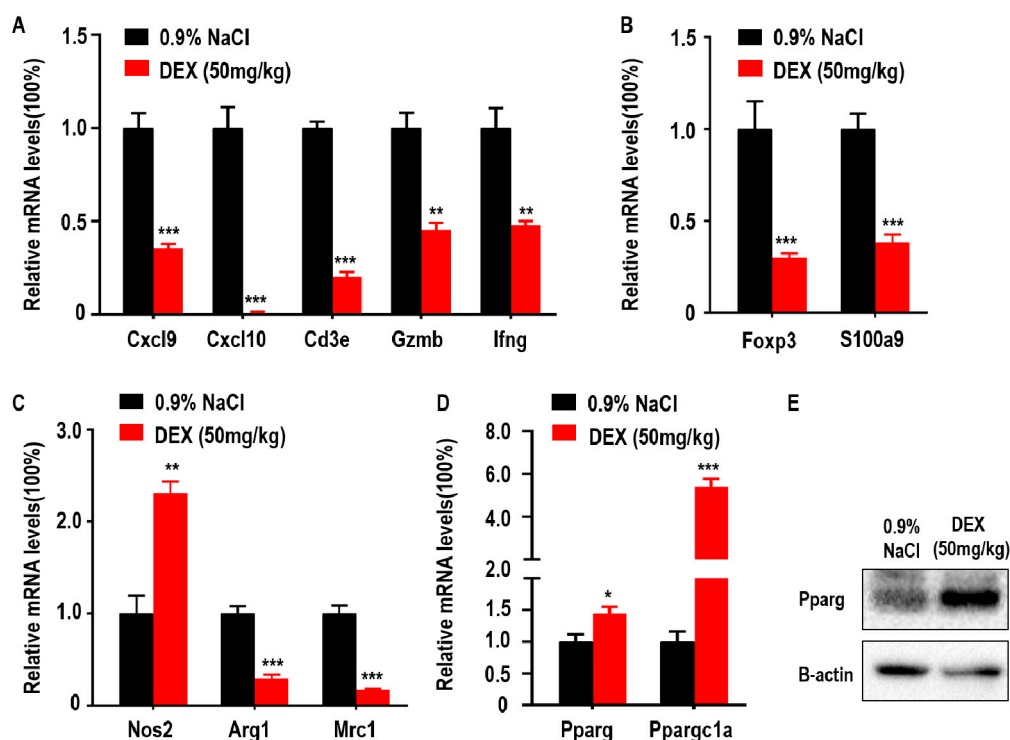 A
0.9% NaCl
DEX (50mg/kg)
Relative mRNA levels(100%)
1.5
1.0
0.5
0
***
***
***
**
**
Cxcl9 Cxcl10 Cd3e Gzmb Ifng
B
0.9% NaCl
DEX (50mg/kg)
Relative mRNA levels(100%)
1.5
1.0
0.5
0
***
***
Foxp3 S100a9
C
0.9% NaCl
DEX (50mg/kg)
Relative mRNA levels(100%)
3.0
2.0
1.0
0
**
***
***
Nos2 Arg1 Mrc1
D
0.9% NaCl
DEX (50mg/kg)
Relative mRNA levels(100%)
8.0
6.0
4.0
2.0
2.0
1.5
1.0
0.5
0
*
***
Pparg Ppargc1a
E
0.9%
NaCl
DEX
(50mg/kg)
Pparg
B-actin